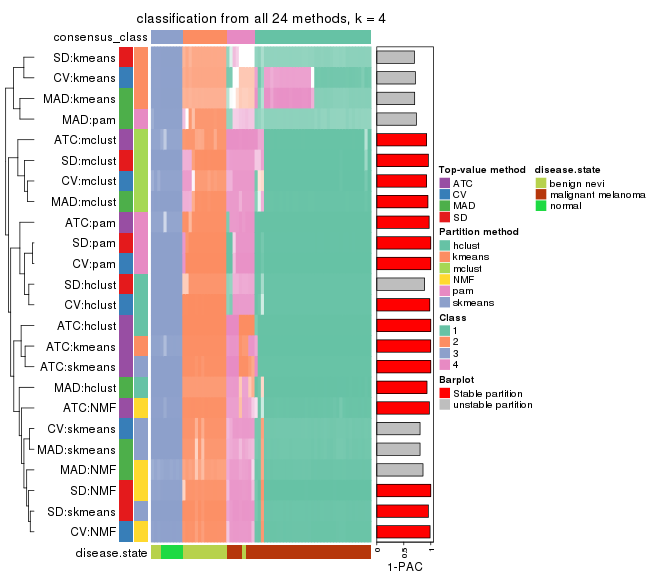 classification from all 24 methods, k = 4
consensus_class
SD:kmeans
CV:kmeans
MAD:kmeans
MAD:pam
ATC:mclust
SD:mclust
CV:mclust
MAD:mclust
ATC:pam
SD:pam
CV:pam
SD:hclust
CV:hclust
ATC:hclust
ATC:kmeans
ATC:skmeans
MAD:hclust
ATC:NMF
CV:skmeans
MAD:skmeans
MAD:NMF
SD:NMF
SD:skmeans
CV:NMF
disease.state
0
0.5
1
1-PAC
Top-value method
ATC
CV
MAD
SD
Partition method
hclust
kmeans
mclust
NMF
pam
skmeans
Class
1
2
3
4
Barplot
Stable partition
unstable partition
disease.state
benign nevi
malignant melanoma
normal